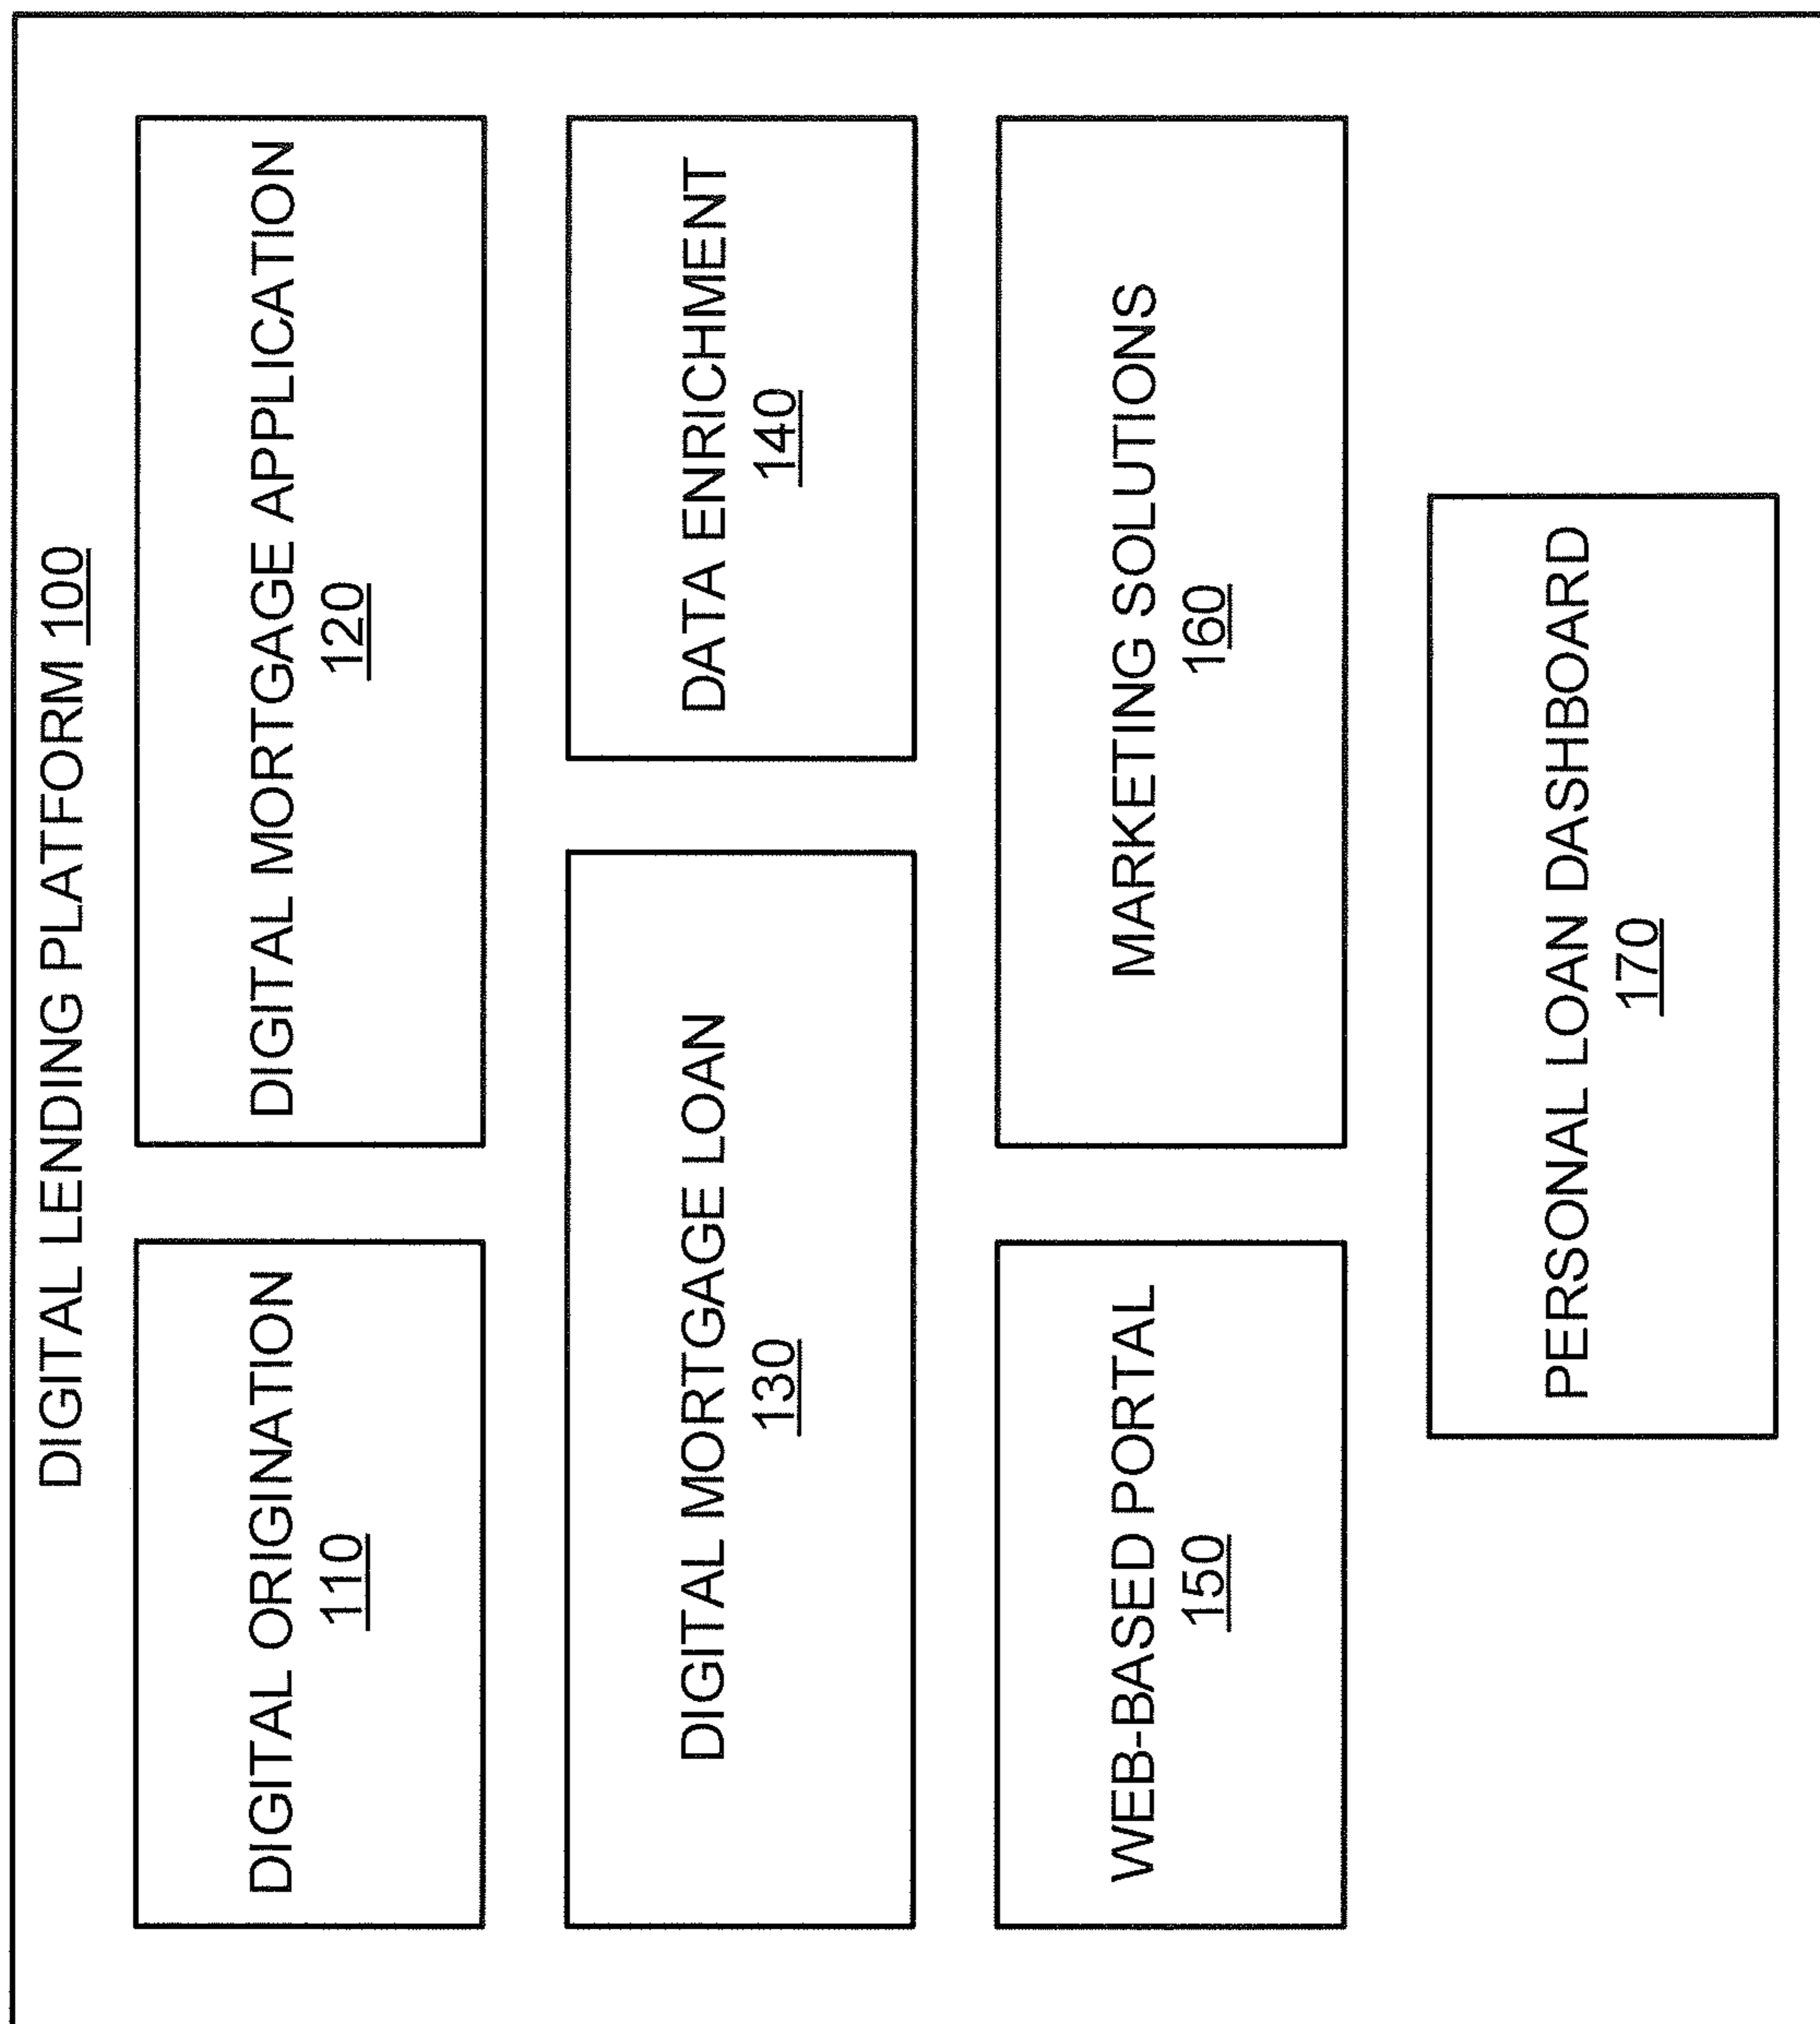 DIGITAL LENDING PLATFORM 100
DIGITAL ORIGINATION
110
DIGITAL MORTGAGE APPLICATION
120
DIGITAL MORTGAGE LOAN
130
DATA ENRICHMENT
140
WEB-BASED PORTAL
150
MARKETING SOLUTIONS
160
PERSONAL LOAN DASHBOARD
170